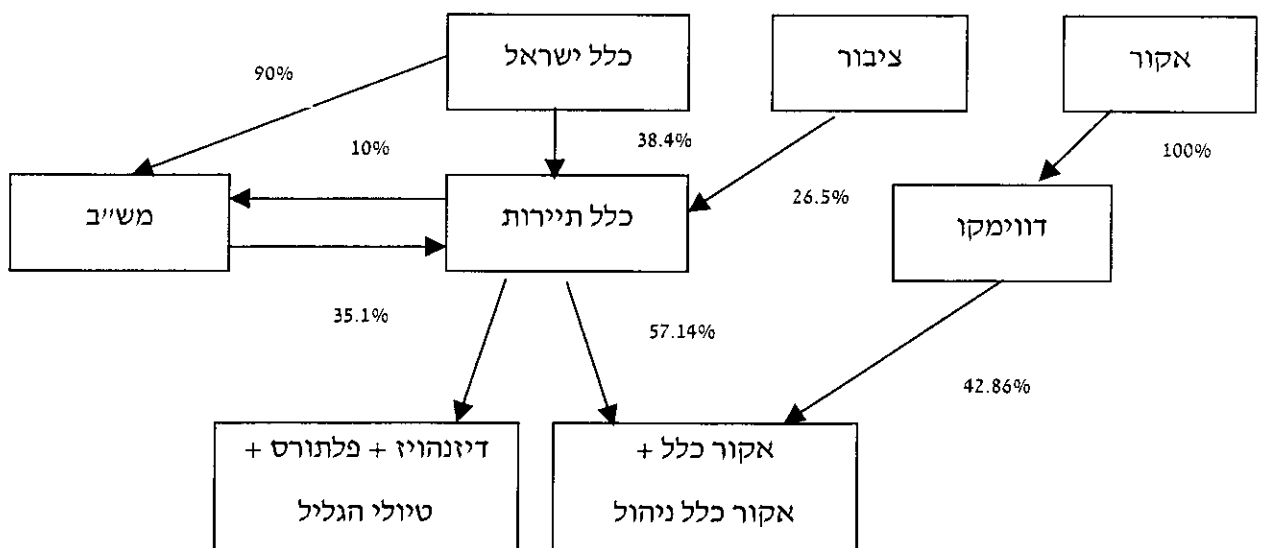 כלל ישראל
ציבור
אקור
90%
10%
38.4%
100%
26.5%
מש״ב
כלל תיירות
דווימקו
35.1%
57.14%
42.86%
דיזנהויז + פלתורס +
טיולי הגליל
אקור כלל +
אקור כלל ניהול